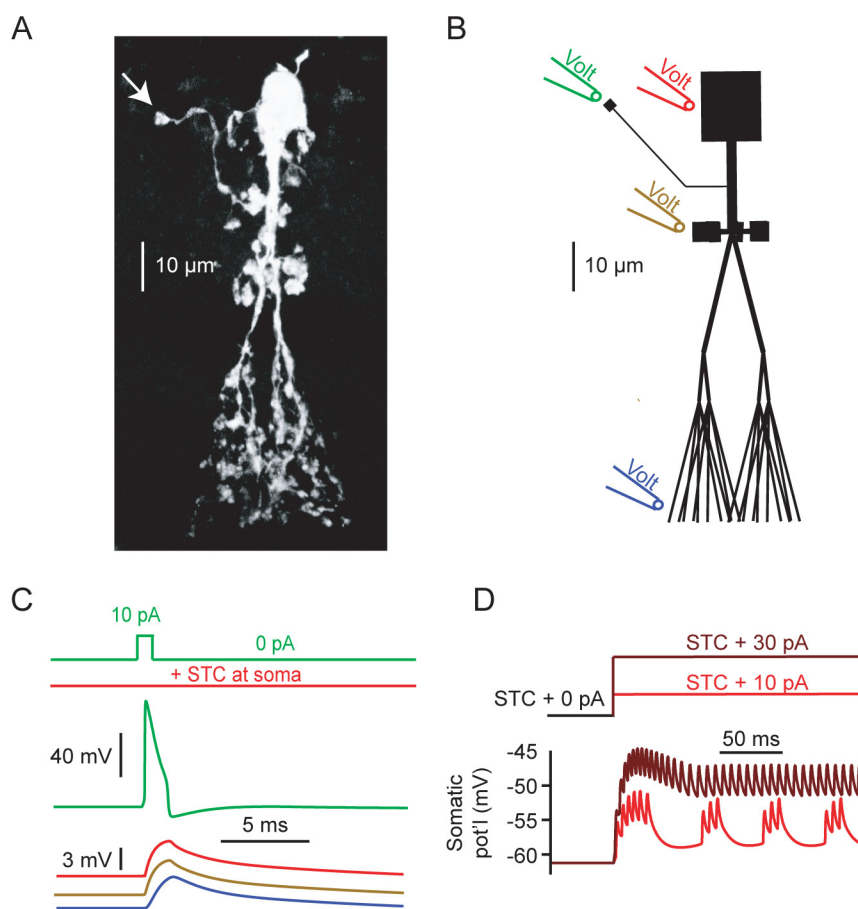 A
B
10 µm
Volt
Volt
Volt
10 µm
Volt
C
10 pA
0 pA
+ STC at soma
40 mV
5 ms
3 mV
D
STC + 30 pA
STC + 10 pA
STC + 0 pA
50 ms
-45
-50
-55
-60
Somatic
pot'l (mV)